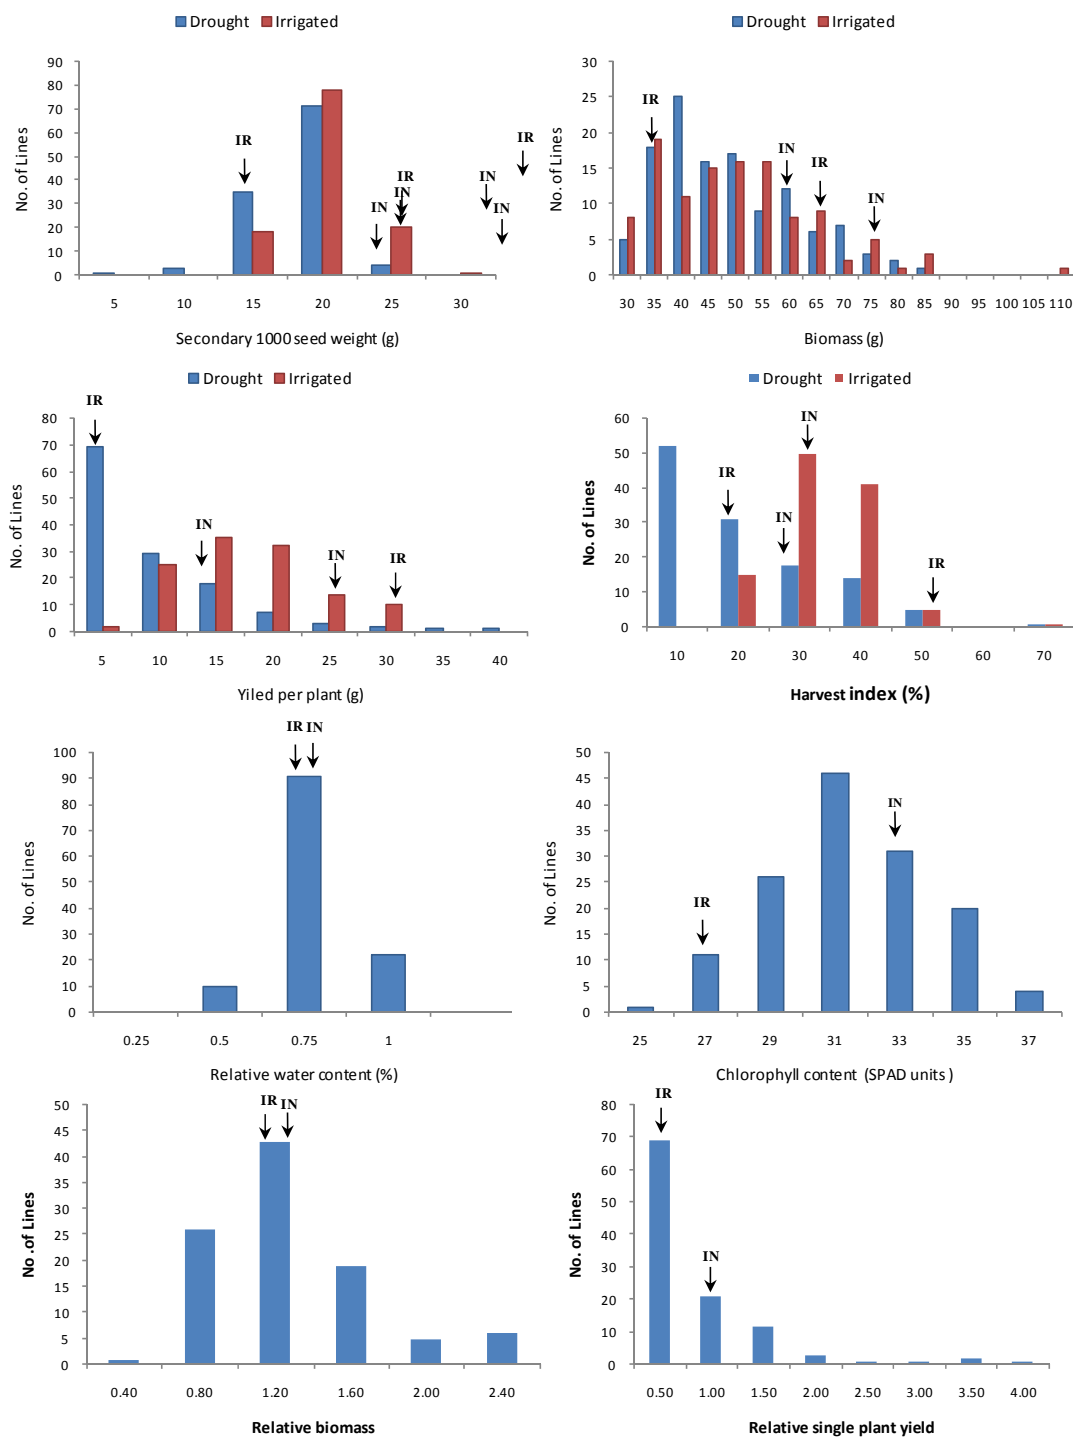 Drought Irrigated
90
80
70
60
50
40
30
20
10
0
No. of Lines
IR
IR
IN
IN
IR
IN
IN
5 10 15 20 25 30
Secondary 1000 seed weight (g)
Drought Irrigated
30
25
20
15
10
5
0
No. of Lines
IR
IN
IR
IN
30 35 40 45 50 55 60 65 70 75 80 85 90 95 100 105 110
Biomass (g)
Drought Irrigated
80
70
60
50
40
30
20
10
0
No. of Lines
IR
IN
IN
IR
5 10 15 20 25 30 35 40
Yiled per plant (g)
Drought Irrigated
60
50
40
30
20
10
0
No. of Lines
IR
IN
IN
IR
10 20 30 40 50 60 70
Harvest index (%)
100
90
80
70
60
50
40
30
20
10
0
No. of Lines
IR IN
0.25 0.5 0.75 1
Relative water content (%)
50
45
40
35
30
25
20
15
10
5
0
No. of Lines
IR
IN
25 27 29 31 33 35 37
Chlorophyll content (SPAD units )
50
45
40
35
30
25
20
15
10
5
0
No .of Lines
IR IN
0.40 0.80 1.20 1.60 2.00 2.40
Relative biomass
80
70
60
50
40
30
20
10
0
No. of Lines
IR
IN
0.50 1.00 1.50 2.00 2.50 3.00 3.50 4.00
Relative single plant yield